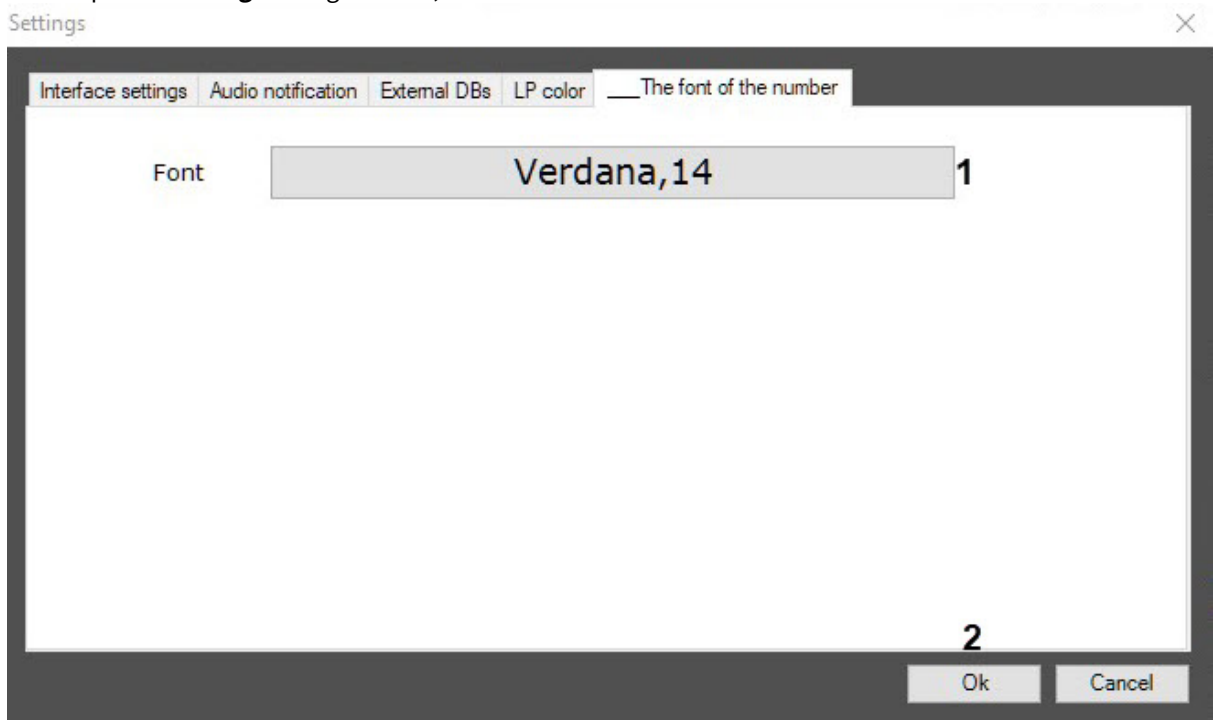 Settings
Interface settings Audio notification External DBs LP color ___The font of the number
Font Verdana,14 1
2
Ok Cancel